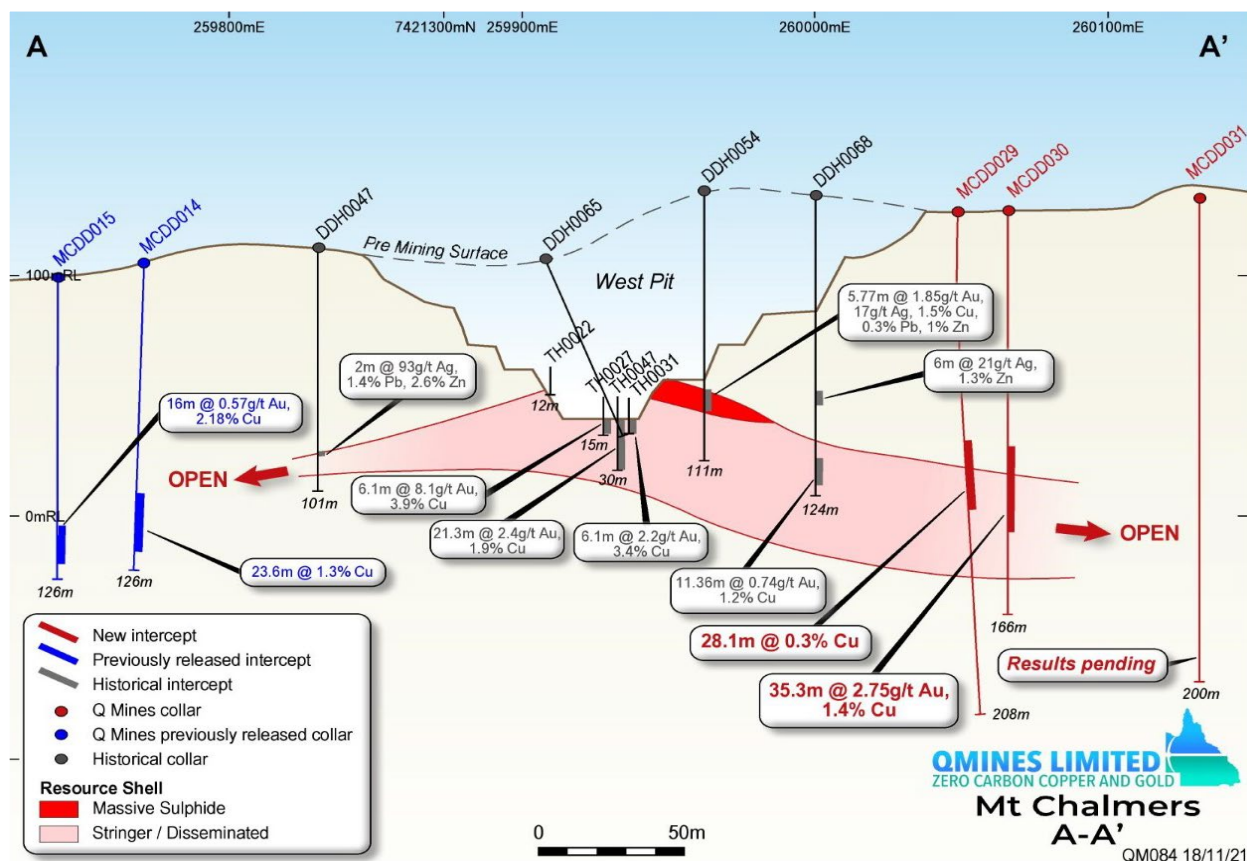 259800mE
7421300mN
259900mE
260000mE
260100mE
A
A'
MCDD015
MCDD014
DDH0047
DDH0065
DDH0054
DDH0068
MCDD029
MCDD030
MCDD031
Pre Mining Surface
West Pit
100mRL
TH0022
TH0027
TH0047
TH0031
5.77m @ 1.85g/t Au,
17g/t Ag, 1.5% Cu,
0.3% Pb, 1% Zn
2m @ 93g/t Ag,
1.4% Pb, 2.6% Zn
6m @ 21g/t Ag,
1.3% Zn
16m @ 0.57g/t Au,
2.18% Cu
12m
15m
30m
111m
101m
124m
OPEN
6.1m @ 8.1g/t Au,
3.9% Cu
0mRL
21.3m @ 2.4g/t Au,
1.9% Cu
6.1m @ 2.2g/t Au,
3.4% Cu
OPEN
23.6m @ 1.3% Cu
126m
126m
11.36m @ 0.74g/t Au,
1.2% Cu
166m
28.1m @ 0.3% Cu
Results pending
35.3m @ 2.75g/t Au,
1.4% Cu
200m
208m
New intercept
Previously released intercept
Historical intercept
Q Mines collar
Q Mines previously released collar
Historical collar
Resource Shell
Massive Sulphide
Stringer / Disseminated
0
50m
QMINES LIMITED
ZERO CARBON COPPER AND GOLD
Mt Chalmers
A-A'
QM084 18/11/21